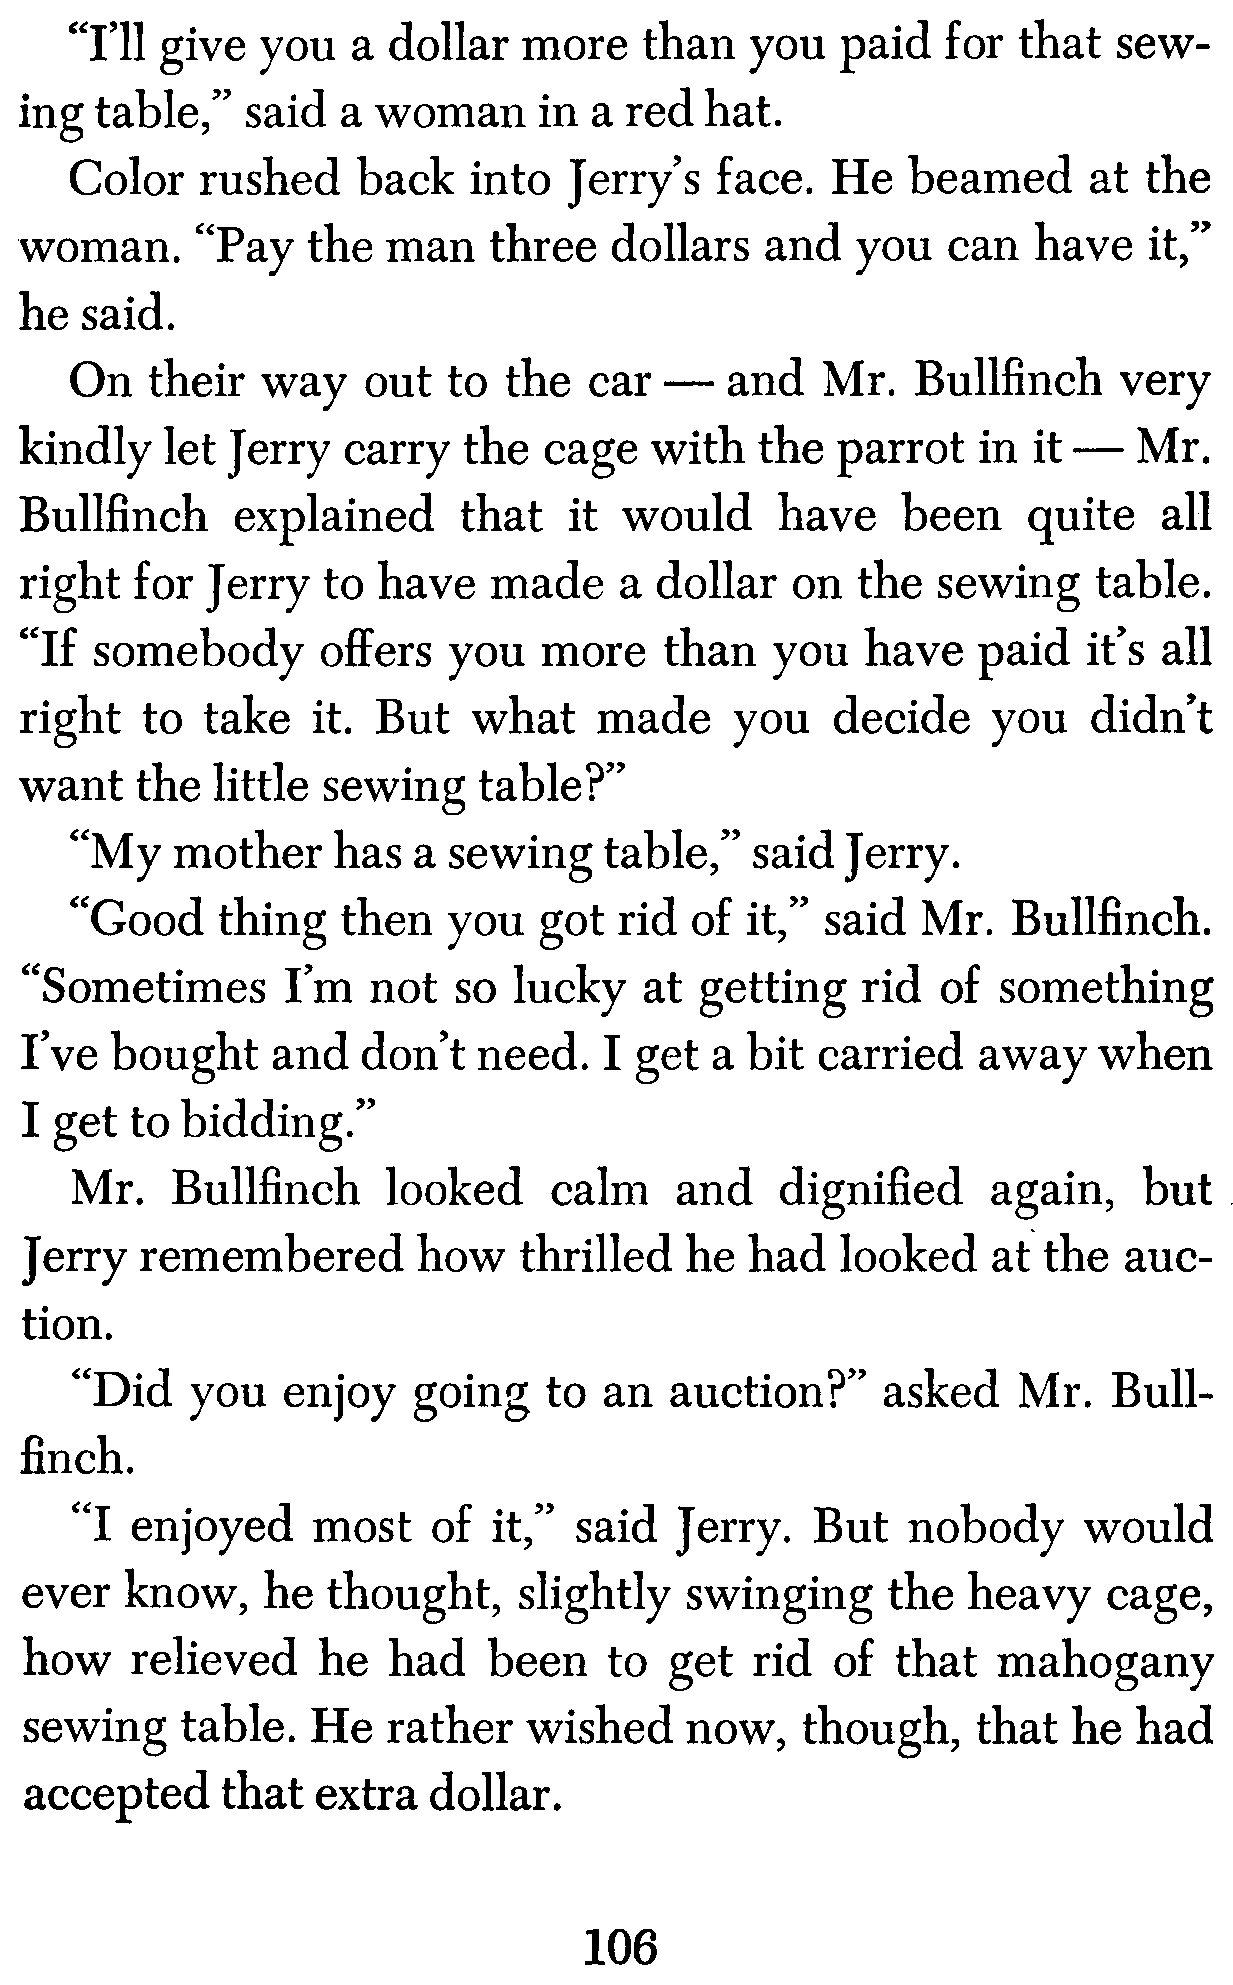 “I’ll give you a dollar more than you paid for that sew-
ing table,” said a woman in a red hat.
Color rushed back into Jerry’s face. He beamed at the
woman. “Pay the man three dollars and you can have it,”
he said.
On their way out to the car — and Mr. Bullfinch very
kindly let Jerry carry the cage with the parrot in it — Mr.
Bullfinch explained that it would have been quite all
right for Jerry to have made a dollar on the sewing table.
“If somebody offers you more than you have paid it’s all
right to take it. But what made you decide you didn’t
want the little sewing table?”
“My mother has a sewing table,” said Jerry.
“Good thing then you got rid of it,” said Mr. Bullfinch.
“Sometimes I’m not so lucky at getting rid of something
I’ve bought and don’t need. I get a bit carried away when
I get to bidding.”
Mr. Bullfinch looked calm and dignified again, but
Jerry remembered how thrilled he had looked at the auc-
tion.
“Did you enjoy going to an auction?” asked Mr. Bull-
finch.
“I enjoyed most of it,” said Jerry. But nobody would
ever know, he thought, slightly swinging the heavy cage,
how relieved he had been to get rid of that mahogany
sewing table. He rather wished now, though, that he had
accepted that extra dollar.
106